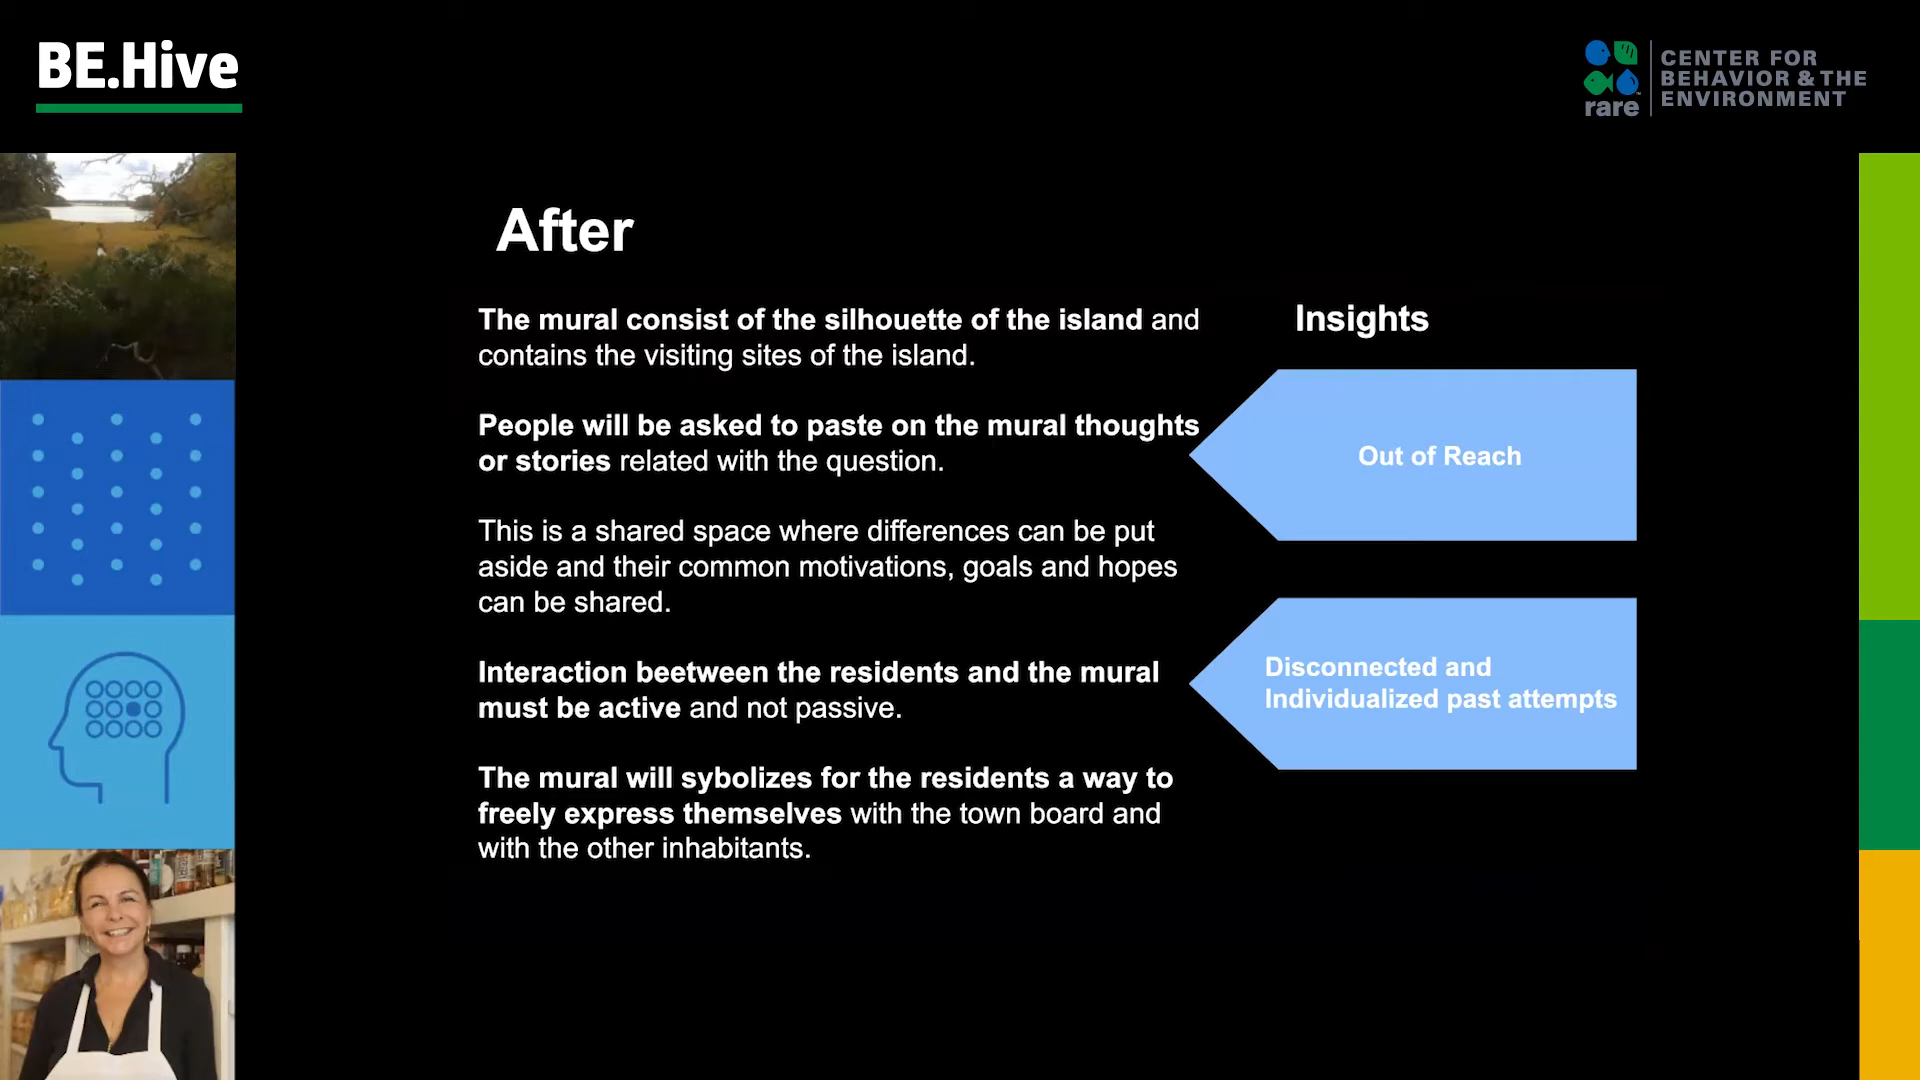 BE.Hive
rare
CENTER FOR
BEHAVIOR & THE
ENVIRONMENT
After
The mural consist of the silhouette of the island and
contains the visiting sites of the island.
People will be asked to paste on the mural thoughts
or stories related with the question.
This is a shared space where differences can be put
aside and their common motivations, goals and hopes
can be shared.
Interaction beetween the residents and the mural
must be active and not passive.
The mural will sybolizes for the residents a way to
freely express themselves with the town board and
with the other inhabitants.
Insights
Out of Reach
Disconnected and
Individualized past attempts